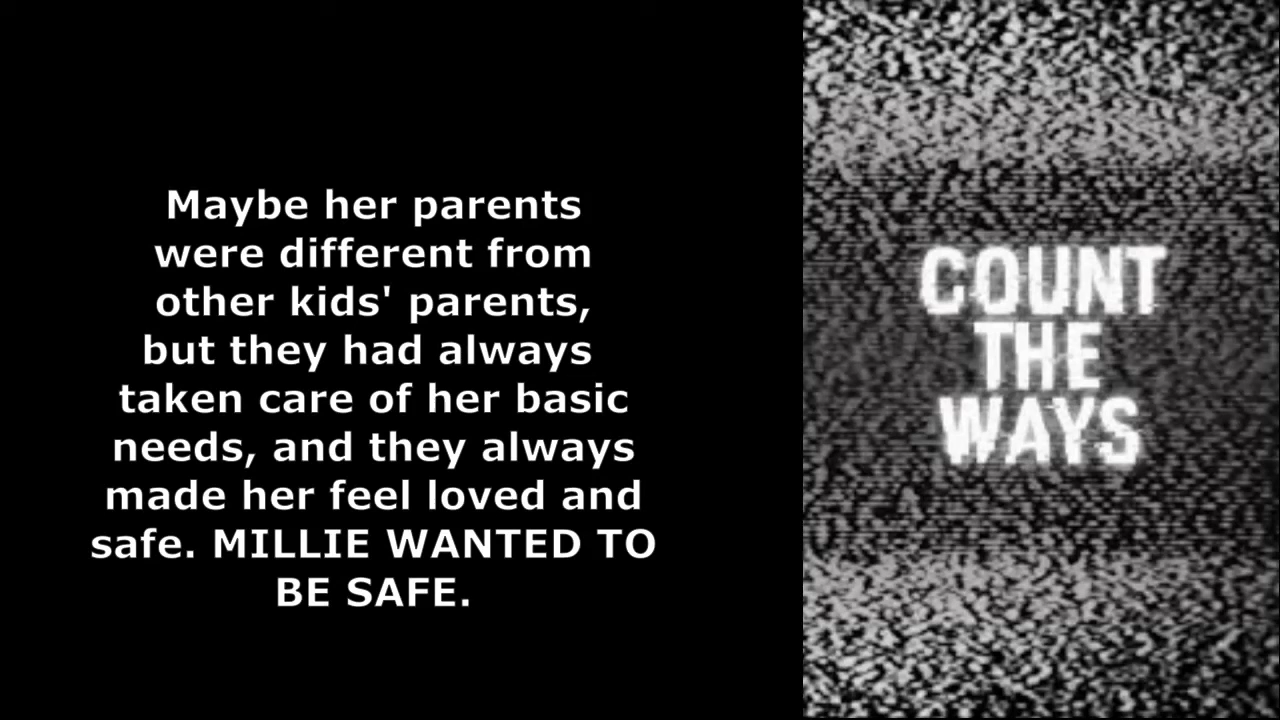 Maybe her parents
were different from
other kids' parents,
but they had always
taken care of her basic
needs, and they always
made her feel loved and
safe. MILLIE WANTED TO
BE SAFE.
COUNT
THE
WAYS